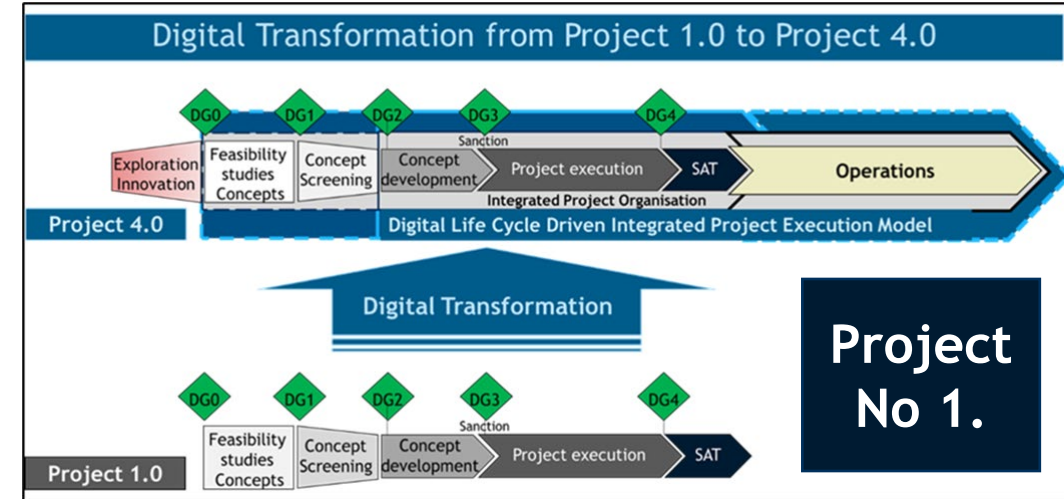 Digital Transformation from Project 1.0 to Project 4.0
DG0
DG1
DG2
DG3
DG4
Sanction
Exploration
Innovation
Feasibility
studies
Concepts
Concept
Screening
Concept
development
Project execution
SAT
Operations
Integrated Project Organisation
Project 4.0
Digital Life Cycle Driven Integrated Project Execution Model
Digital Transformation
Project
No 1.
DG0
DG1
DG2
DG3
DG4
Sanction
Feasibility
studies
Concepts
Concept
Screening
Concept
development
Project execution
SAT
Project 1.0